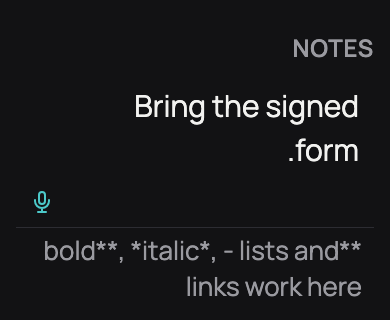 NOTES
Bring the signed
.form
bold**, *italic*, - lists and**
links work here